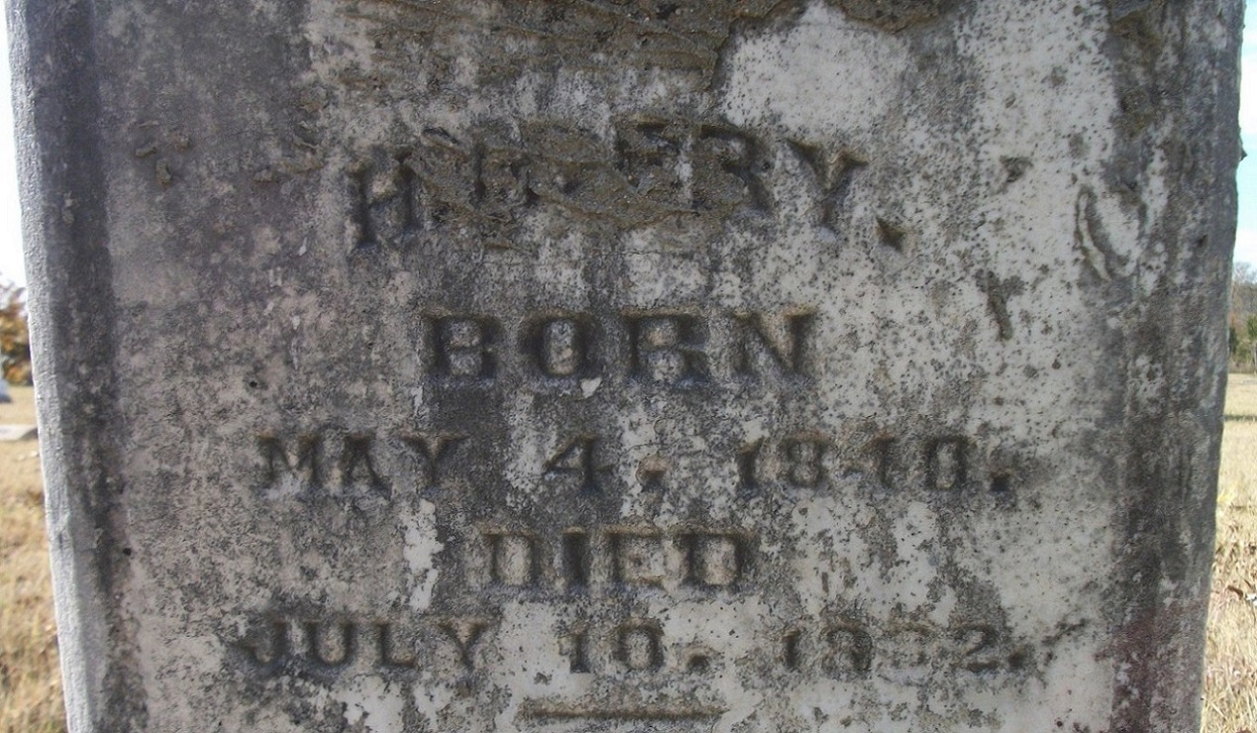 BORN
MAY 4. 1840.
DIED
JULY 10.